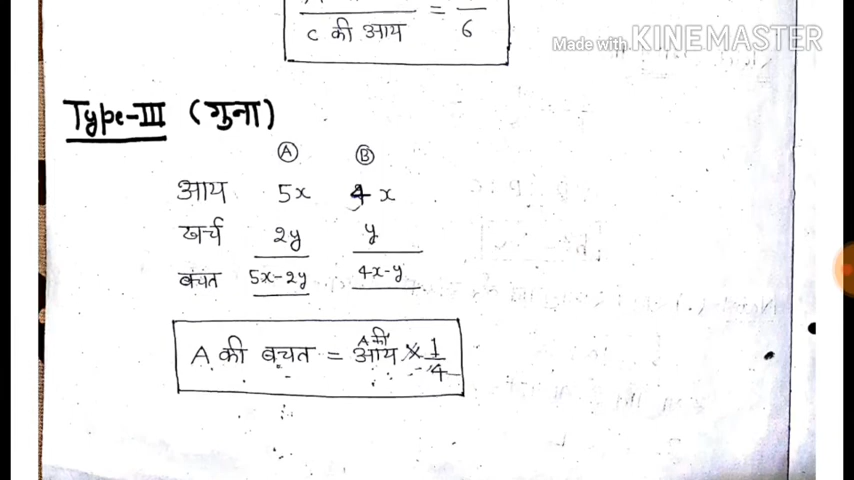 c की आय = 6
Made with KINEMASTER
Type-III (गुना)
A B
आय 5x 4x
खर्च 2y y
बचत 5x-2y 4x-y
A की बचत = A की आय × 1/4